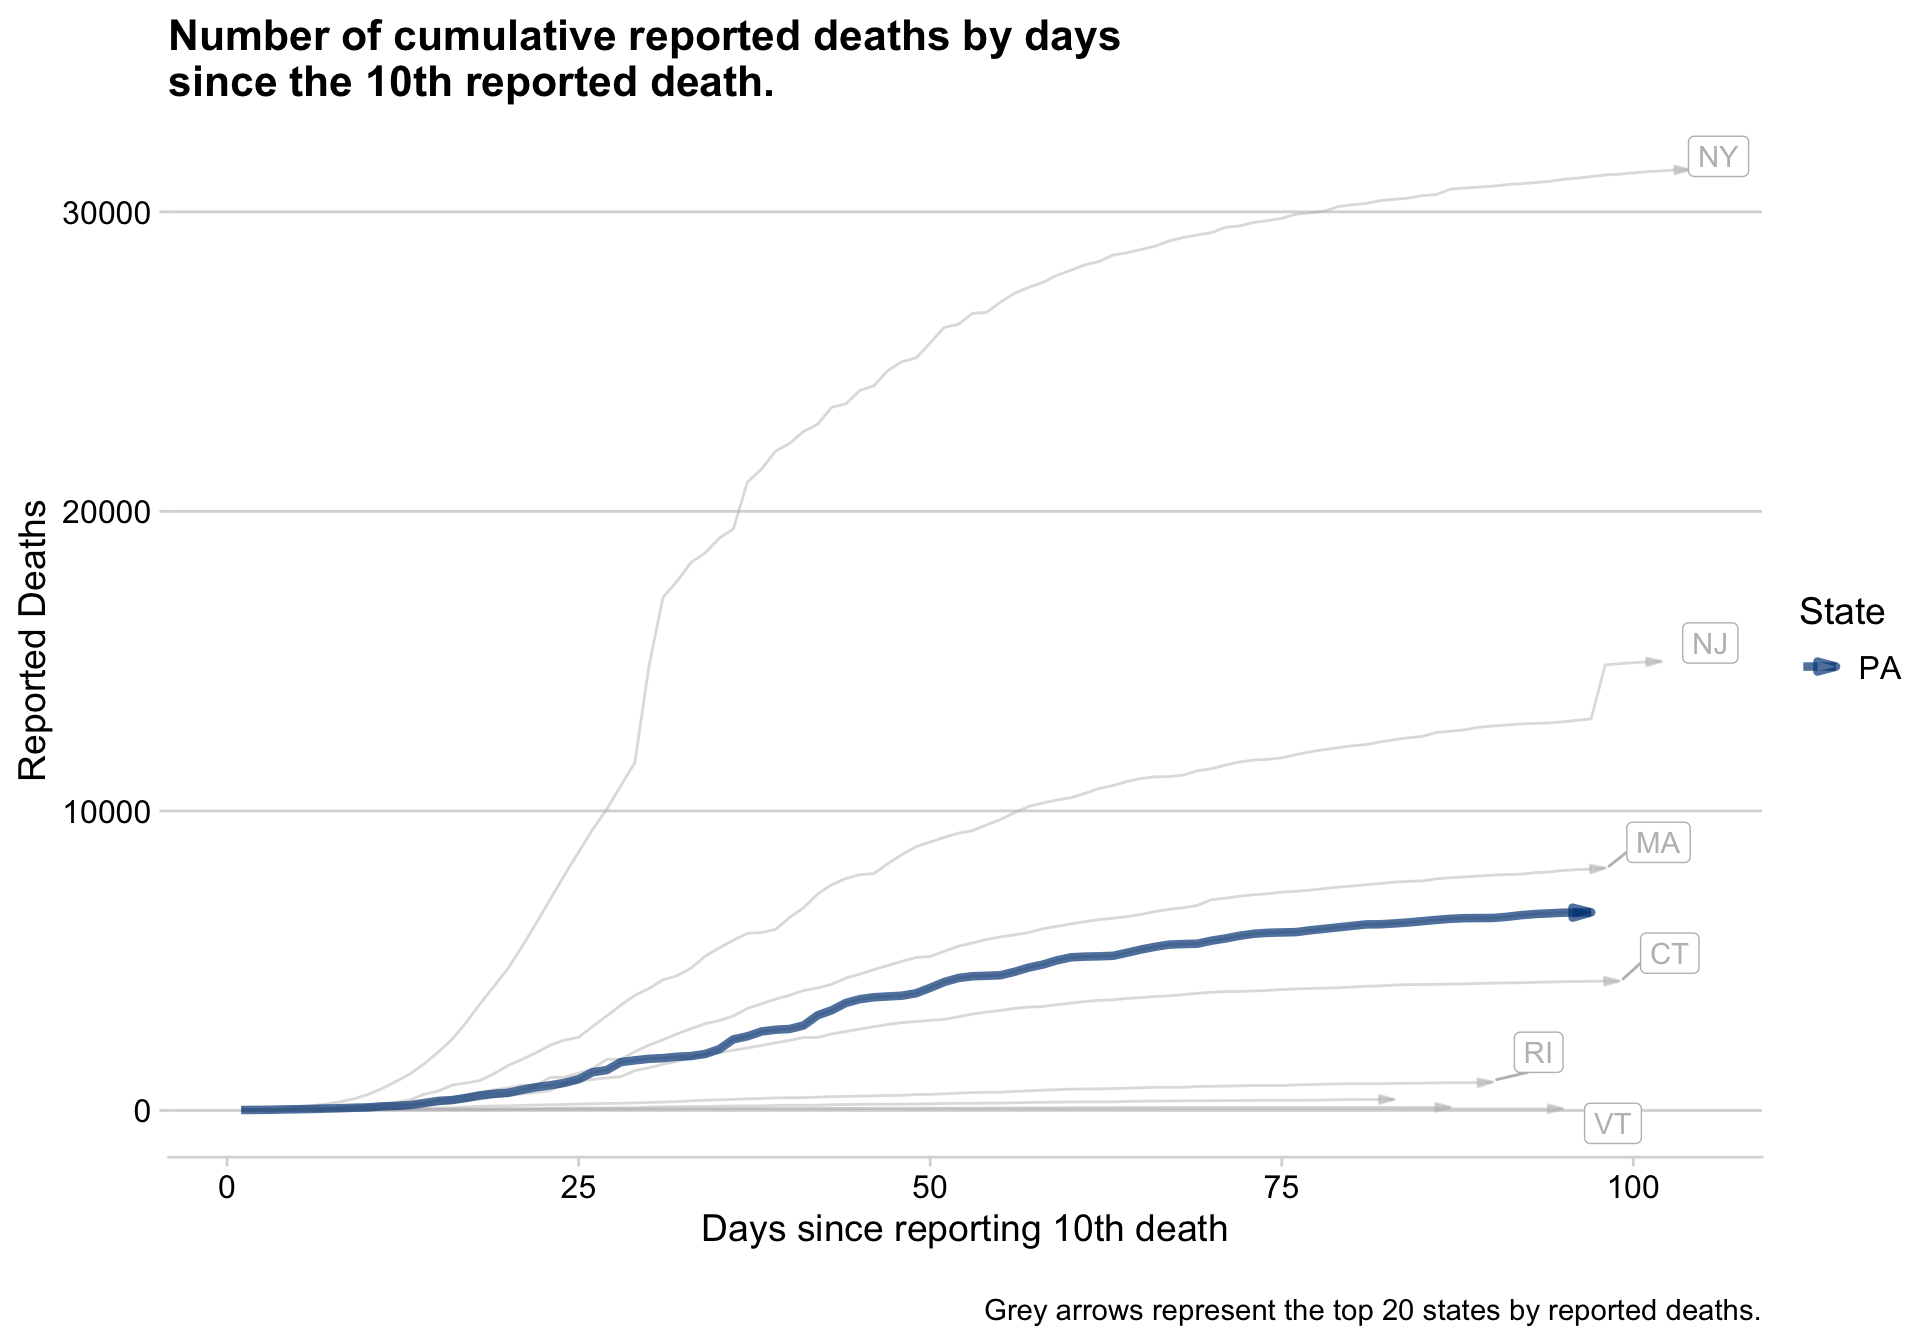 Number of cumulative reported deaths by days
since the 10th reported death.
Reported Deaths
30000
20000
10000
0
NY
NJ
MA
CT
RI
VT
State
PA
0 25 50 75 100
Days since reporting 10th death
Grey arrows represent the top 20 states by reported deaths.